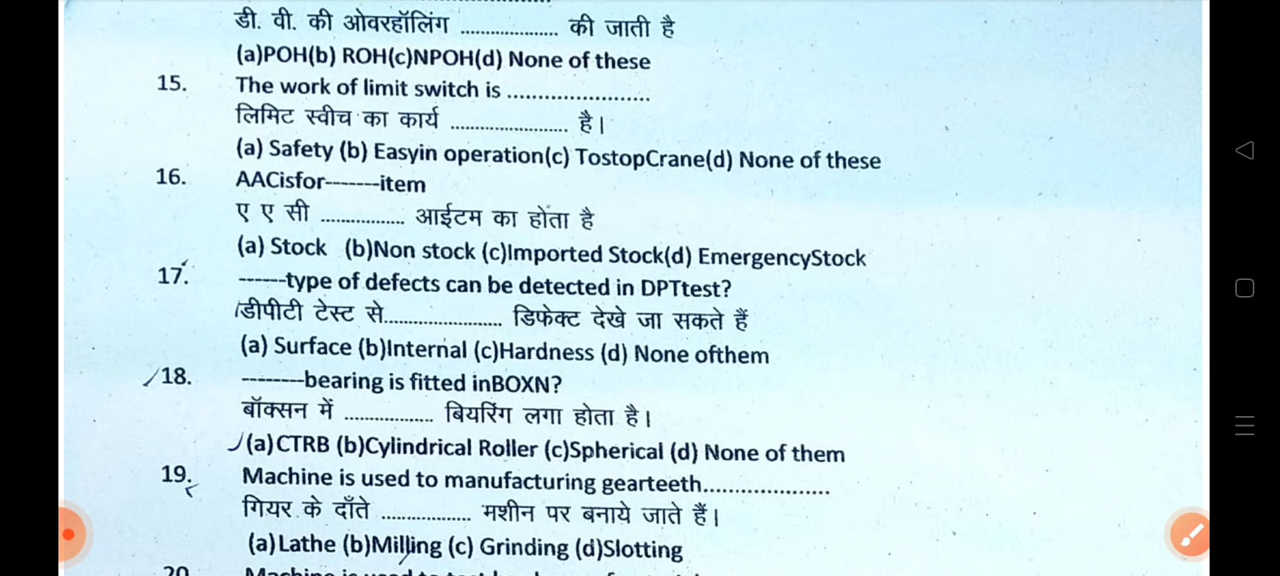 डी. वी. की ओवरहॉलिंग .................... की जाती है
(a)POH(b) ROH(c)NPOH(d) None of these
15. The work of limit switch is .......................
लिमिट स्वीच का कार्य ........................ है।
(a) Safety (b) Easyin operation(c) TostopCrane(d) None of these
16. AACisfor-------item
ए ए सी ................. आईटम का होता है
(a) Stock (b)Non stock (c)Imported Stock(d) EmergencyStock
17. ------type of defects can be detected in DPTtest?
डीपीटी टेस्ट से........................ डिफेक्ट देखे जा सकते हैं
(a) Surface (b)Internal (c)Hardness (d) None ofthem
18. --------bearing is fitted inBOXN?
बॉक्सन में .................. बियरिंग लगा होता है।
(a)CTRB (b)Cylindrical Roller (c)Spherical (d) None of them
19. Machine is used to manufacturing gearteeth....................
गियर के दाँते .................. मशीन पर बनाये जाते हैं।
(a)Lathe (b)Milling (c) Grinding (d)Slotting
20